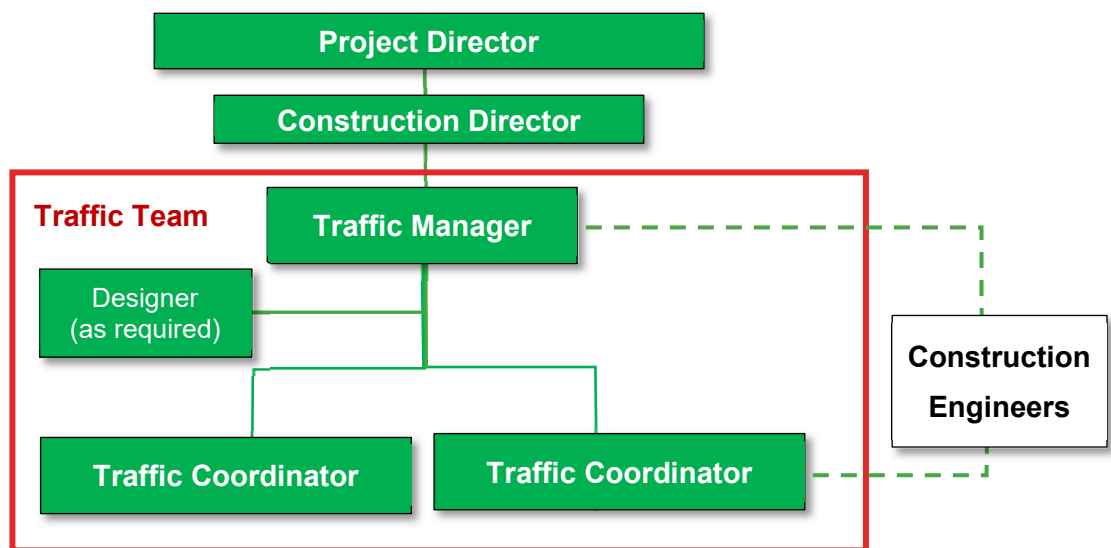 Project Director
Construction Director
Traffic Team
Traffic Manager
Designer
(as required)
Construction
Engineers
Traffic Coordinator
Traffic Coordinator